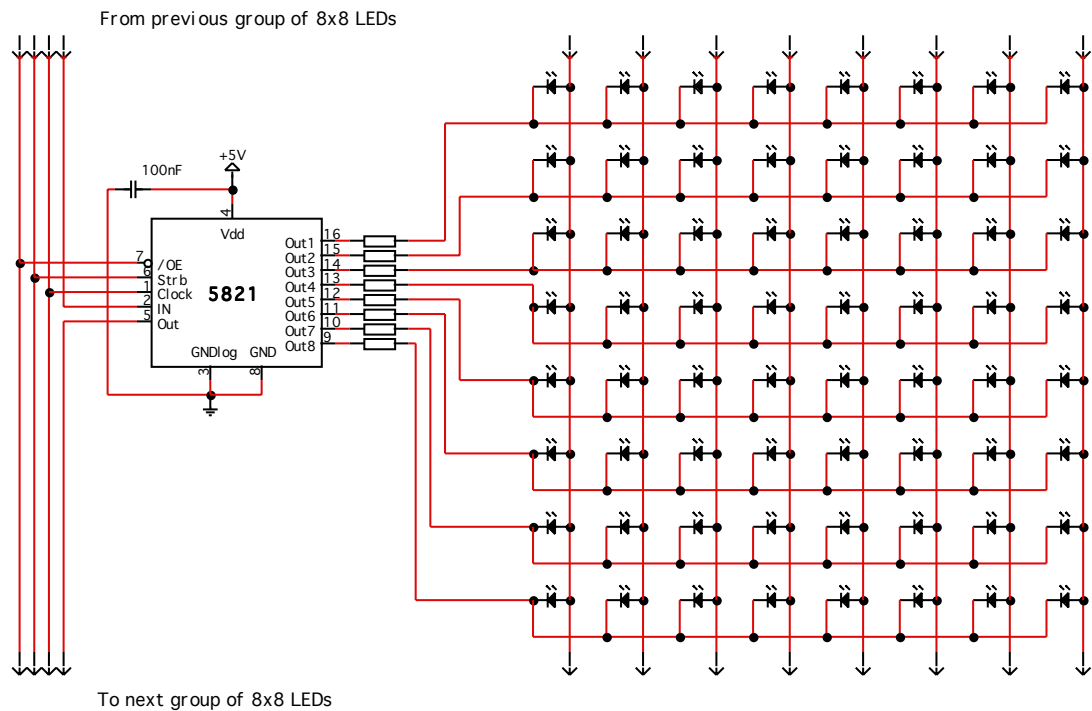 From previous group of 8x8 LEDs
+5V
100nF
4
Vdd
7 /OE
6 Strb
1 Clock
2 IN
5 Out
5821
Out1 16
Out2 15
Out3 14
Out4 13
Out5 12
Out6 11
Out7 10
Out8 9
GNDlog GND
3 8
To next group of 8x8 LEDs